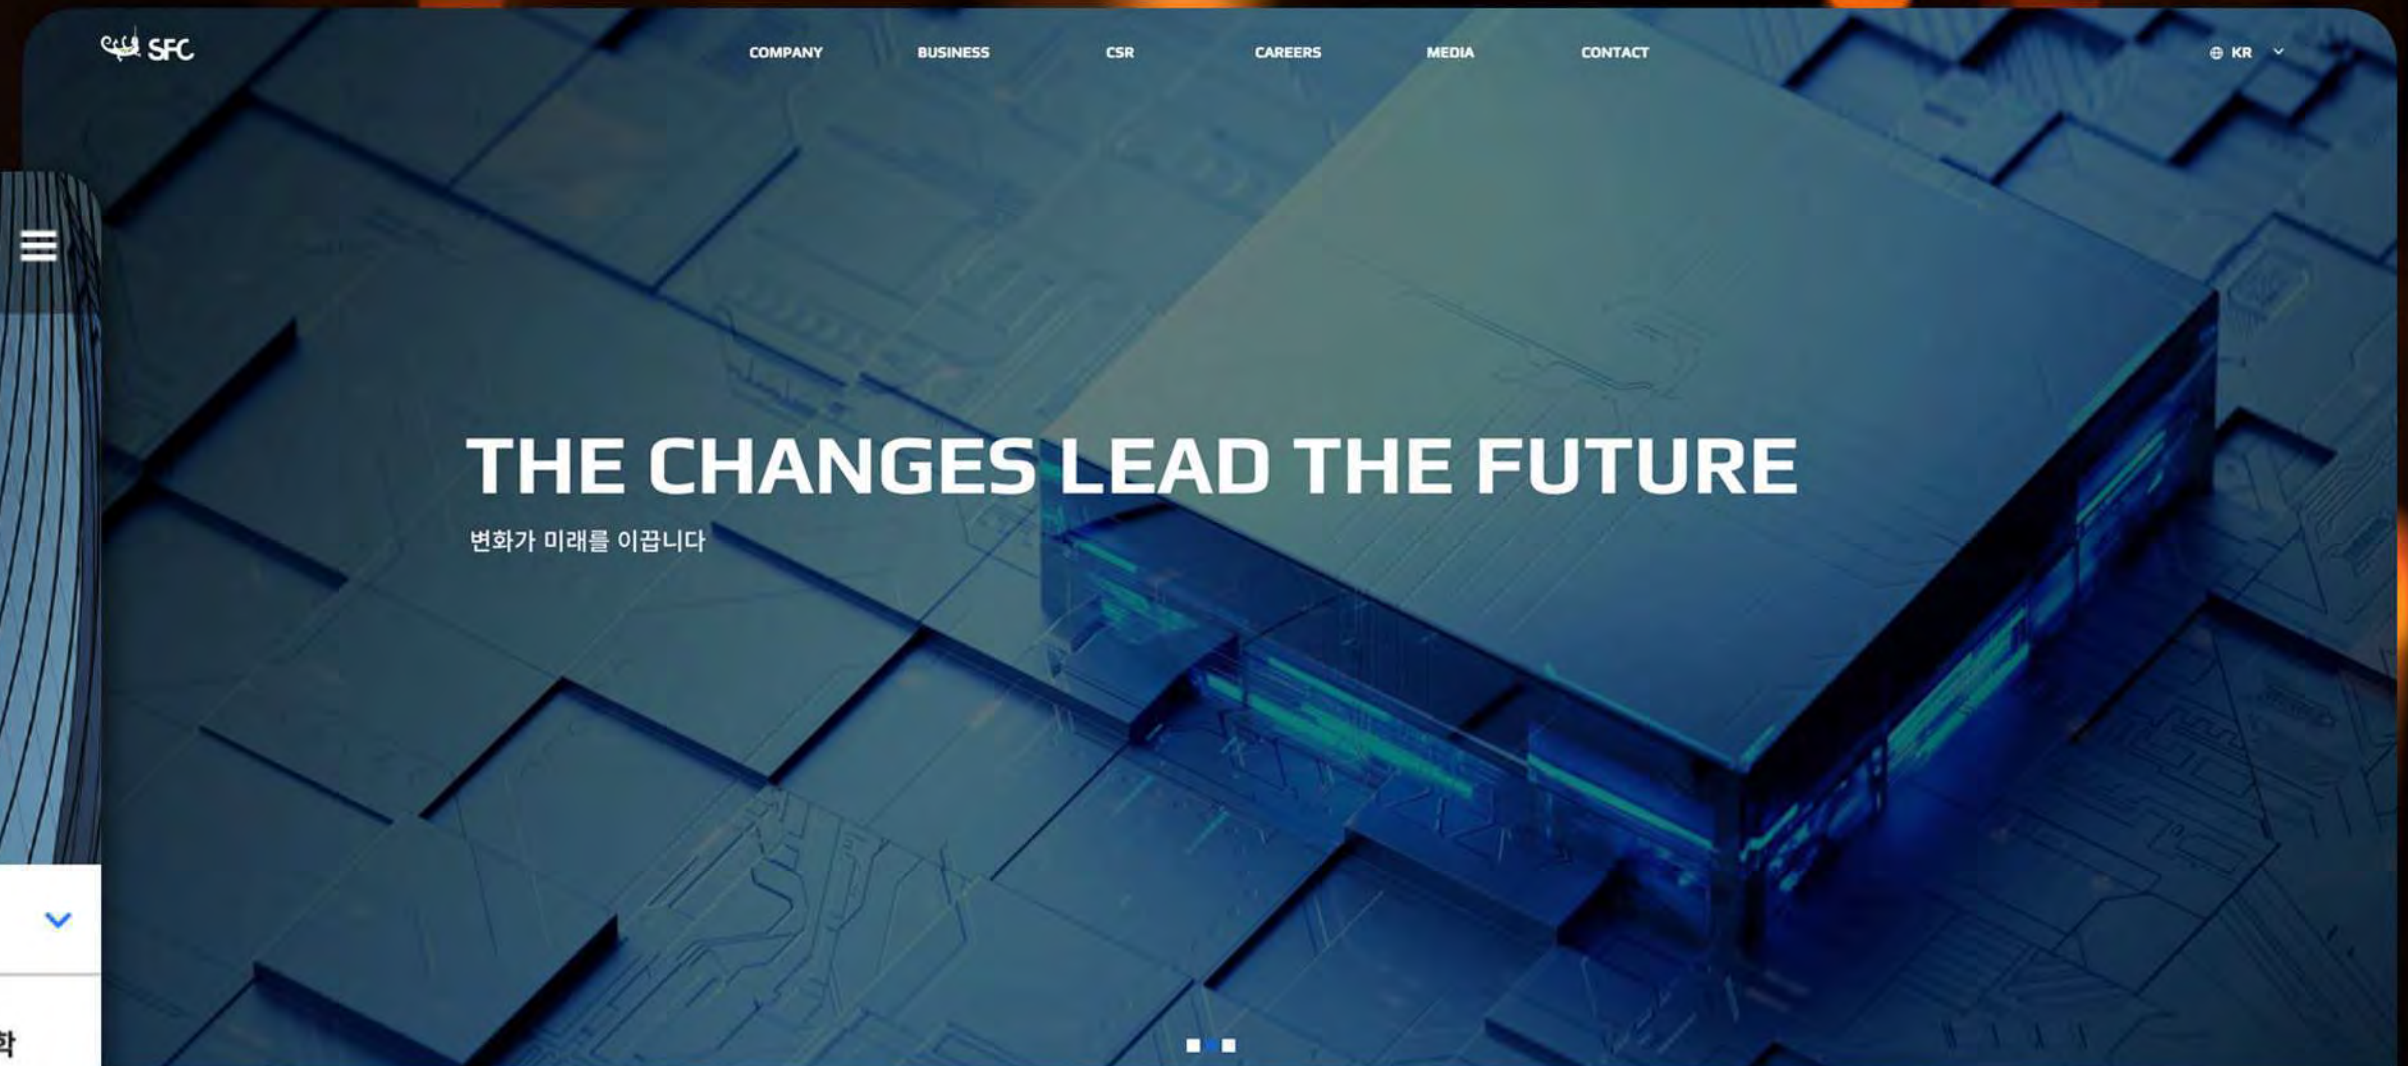 SFC
COMPANY BUSINESS CSR CAREERS MEDIA CONTACT
KR
THE CHANGES LEAD THE FUTURE
변화가 미래를 이끕니다
학